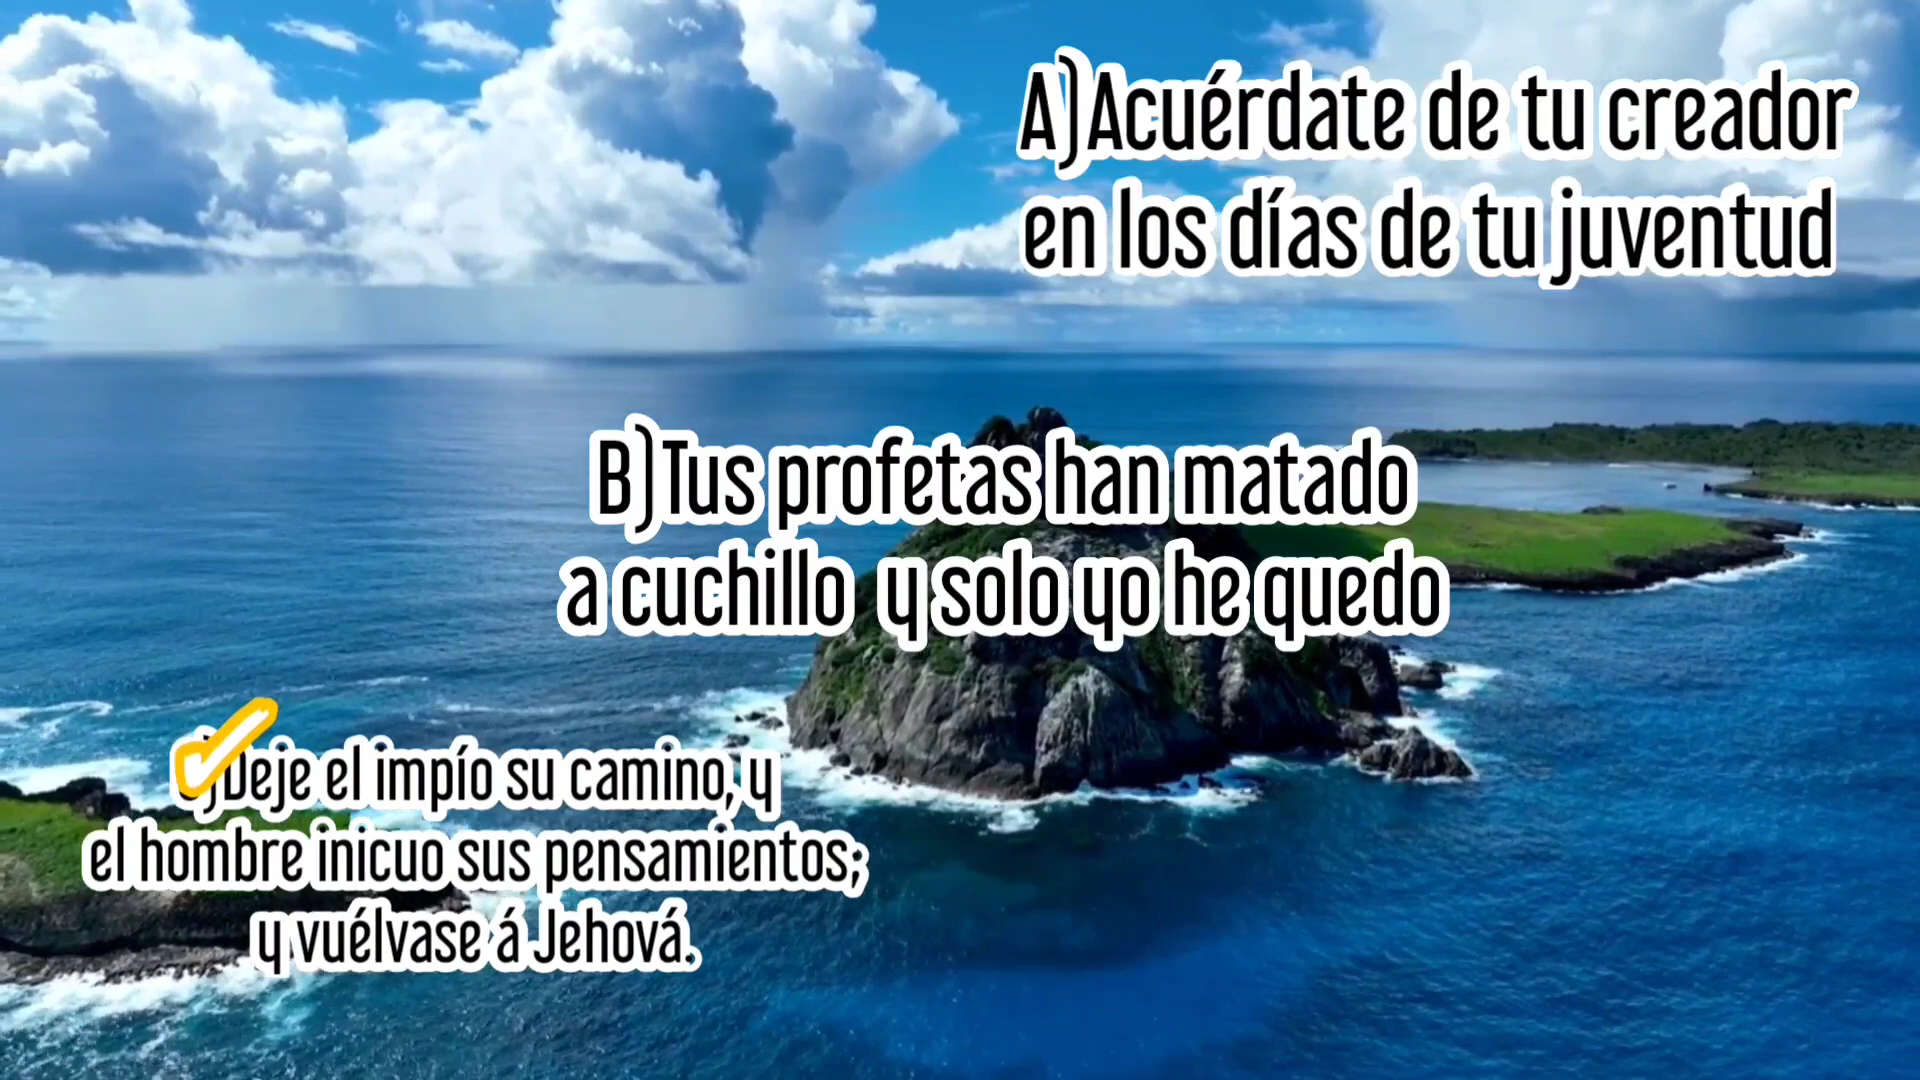 A)Acuérdate de tu creador
en los días de tu juventud
B)Tus profetas han matado
a cuchillo y solo yo he quedo
Deje el impío su camino, y
el hombre inicuo sus pensamientos;
y vuélvase á Jehová.